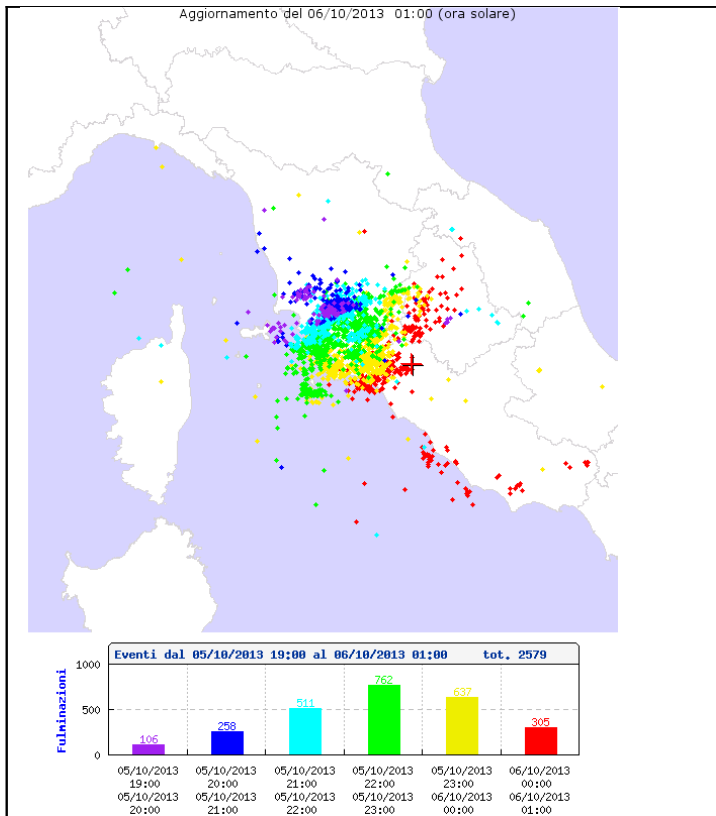 Aggiornamento del 06/10/2013 01:00 (ora solare)
Eventi dal 05/10/2013 19:00 al 06/10/2013 01:00 tot. 2579
Fulminazioni
1000
500
0
106
258
511
762
637
305
05/10/2013 05/10/2013 05/10/2013 05/10/2013 05/10/2013 06/10/2013
19:00 20:00 21:00 22:00 23:00 00:00
05/10/2013 05/10/2013 05/10/2013 05/10/2013 06/10/2013 06/10/2013
20:00 21:00 22:00 23:00 00:00 01:00